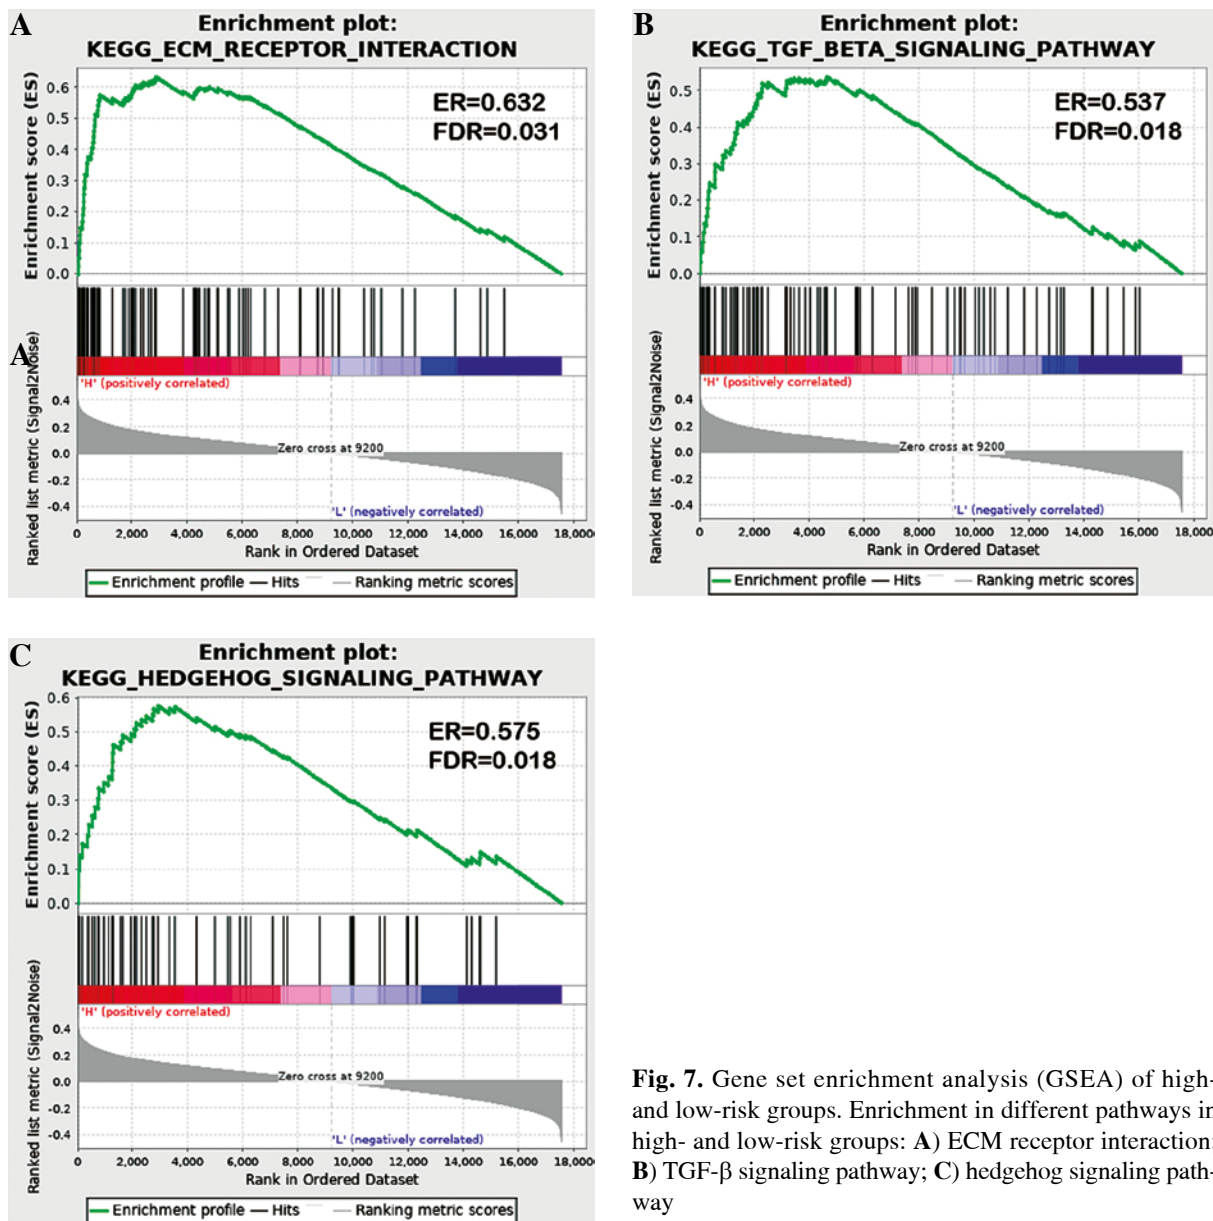 A
Enrichment plot:
KEGG_ECM_RECEPTOR_INTERACTION
Enrichment score (ES)
0.6
0.5
0.4
0.3
0.2
0.1
0.0
ER=0.632
FDR=0.031
A
Ranked list metric (Signal2Noise)
'H' (positively correlated)
0.4
0.2
0.0
-0.2
-0.4
Zero cross at 9200
'L' (negatively correlated)
0 2,000 4,000 6,000 8,000 10,000 12,000 14,000 16,000 18,000
Rank in Ordered Dataset
Enrichment profile Hits Ranking metric scores
B
Enrichment plot:
KEGG_TGF_BETA_SIGNALING_PATHWAY
Enrichment score (ES)
0.5
0.4
0.3
0.2
0.1
0.0
ER=0.537
FDR=0.018
Ranked list metric (Signal2Noise)
'H' (positively correlated)
0.4
0.2
0.0
-0.2
-0.4
Zero cross at 9200
'L' (negatively correlated)
0 2,000 4,000 6,000 8,000 10,000 12,000 14,000 16,000 18,000
Rank in Ordered Dataset
Enrichment profile Hits Ranking metric scores
C
Enrichment plot:
KEGG_HEDGEHOG_SIGNALING_PATHWAY
Enrichment score (ES)
0.6
0.5
0.4
0.3
0.2
0.1
0.0
ER=0.575
FDR=0.018
Ranked list metric (Signal2Noise)
'H' (positively correlated)
0.4
0.2
0.0
-0.2
-0.4
Zero cross at 9200
'L' (negatively correlated)
0 2,000 4,000 6,000 8,000 10,000 12,000 14,000 16,000 18,000
Rank in Ordered Dataset
Enrichment profile Hits Ranking metric scores
Fig. 7. Gene set enrichment analysis (GSEA) of high-
and low-risk groups. Enrichment in different pathways in
high- and low-risk groups: A) ECM receptor interaction;
B) TGF-β signaling pathway; C) hedgehog signaling path-
way